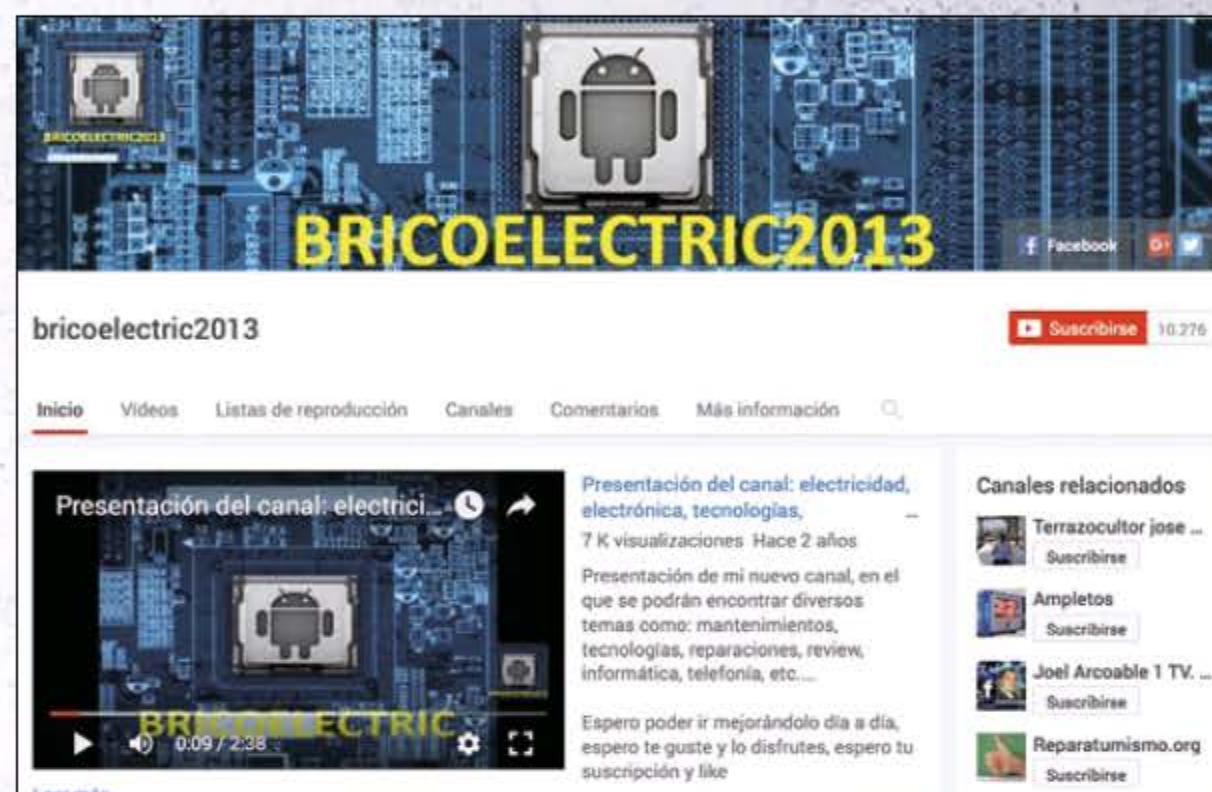 BRICOELECTRIC2013
BRICOELECTRIC2013
Facebook
bricoelectric2013
Suscribirse 10.276
Inicio Vídeos Listas de reproducción Canales Comentarios Más información
Presentación del canal: electrici...
BRICOELECTRIC
0:09 / 2:38
Presentación del canal: electricidad,
electrónica, tecnologías, ...
7 K visualizaciones Hace 2 años
Presentación de mi nuevo canal, en el
que se podrán encontrar diversos
temas como: mantenimientos,
tecnologías, reparaciones, review,
informática, telefonía, etc....
Espero poder ir mejorándolo día a día,
espero te guste y lo disfrutes, espero tu
suscripción y like
Canales relacionados
Terrazocultor jose ...
Suscribirse
Ampletos
Suscribirse
Joel Arcoable 1 TV. ...
Suscribirse
Reparatumismo.org
Suscribirse